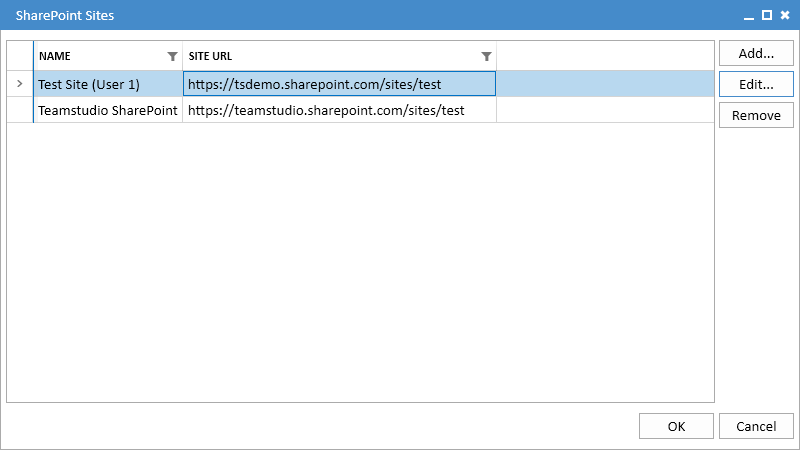 SharePoint Sites
NAME SITE URL
Test Site (User 1) https://tsdemo.sharepoint.com/sites/test
Teamstudio SharePoint https://teamstudio.sharepoint.com/sites/test
Add...
Edit...
Remove
OK Cancel